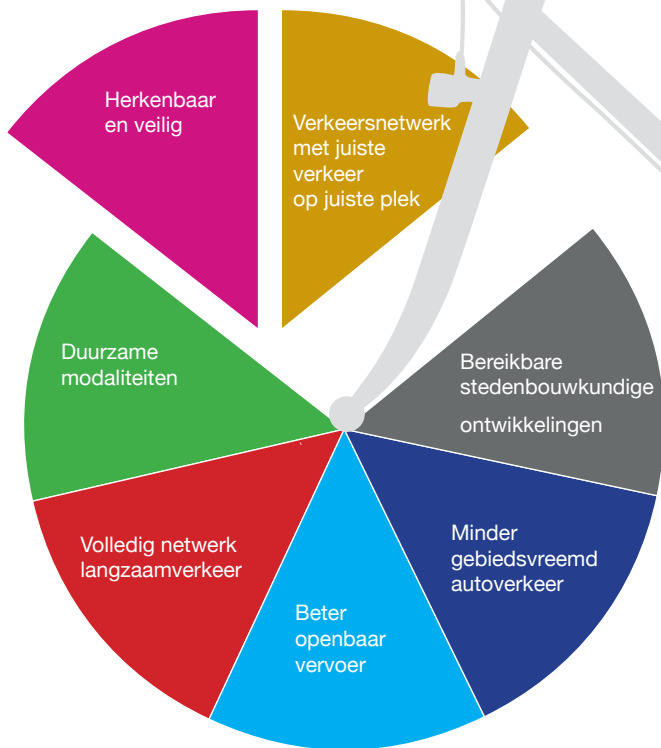 Herkenbaar
en veilig
Verkeersnetwerk
met juiste
verkeer
op juiste plek
Duurzame
modaliteiten
Bereikbare
stedenbouwkundige
ontwikkelingen
Volledig netwerk
langzaamverkeer
Minder
gebiedsvreemd
autoverkeer
Beter
openbaar
vervoer